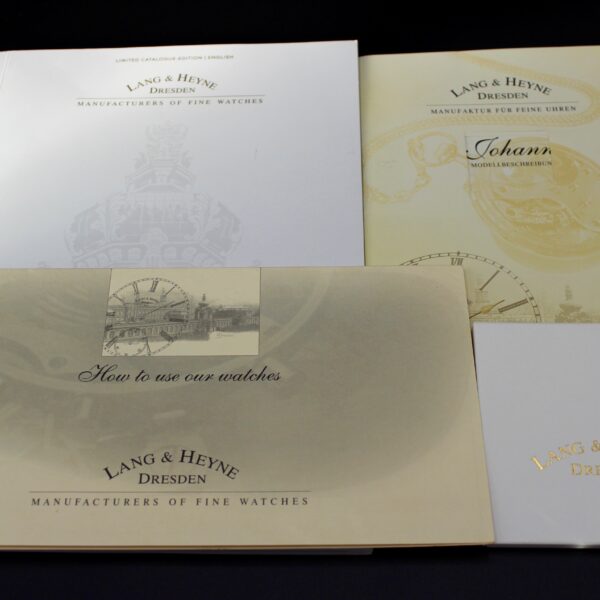 LIMITED CATALOGUE EDITION | ENGLISH
LANG & HEYNE
DRESDEN
MANUFACTURERS OF FINE WATCHES
LANG & HEYNE
DRESDEN
MANUFAKTUR FÜR FEINE UHREN
Johann
MODELLBESCHREIBUN
How to use our watches
LANG & HEYNE
DRESDEN
MANUFACTURERS OF FINE WATCHES
LANG &
DRE